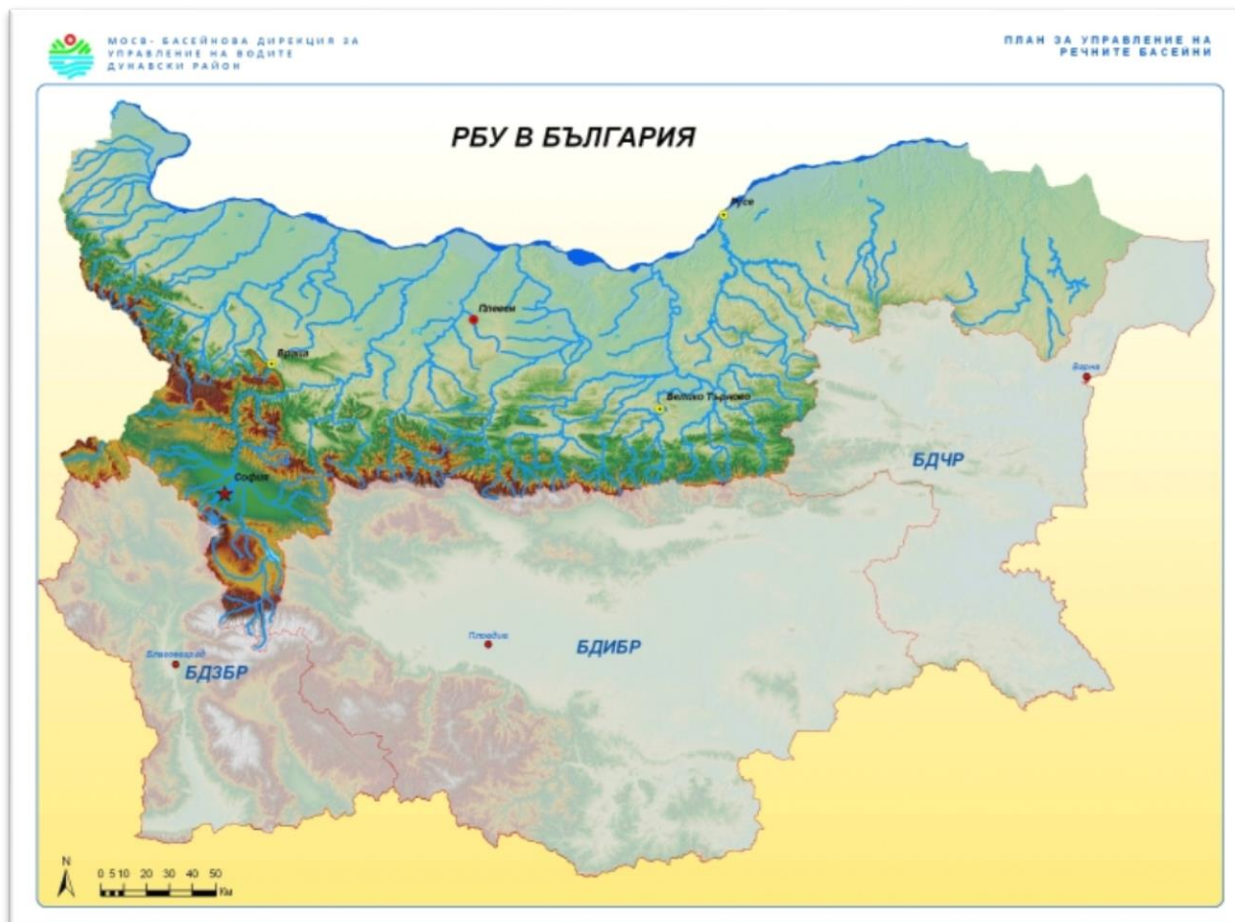 МОСВ- БАСЕЙНОВА ДИРЕКЦИЯ ЗА
УПРАВЛЕНИЕ НА ВОДИТЕ
ДУНАВСКИ РАЙОН
ПЛАН ЗА УПРАВЛЕНИЕ НА
РЕЧНИТЕ БАСЕЙНИ
РБУ В БЪЛГАРИЯ
Русе
Плевен
Враца
Варна
Велико Търново
БДЧР
София
Пловдив
БДИБР
Благоевград
БДЗБР
N
0 5 10 20 30 40 50
Км